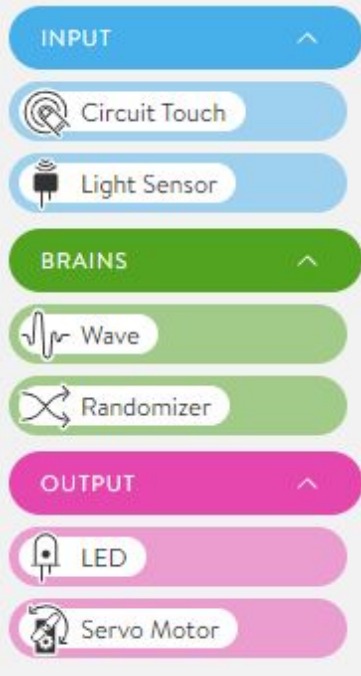 INPUT
Circuit Touch
Light Sensor
BRAINS
Wave
Randomizer
OUTPUT
LED
Servo Motor